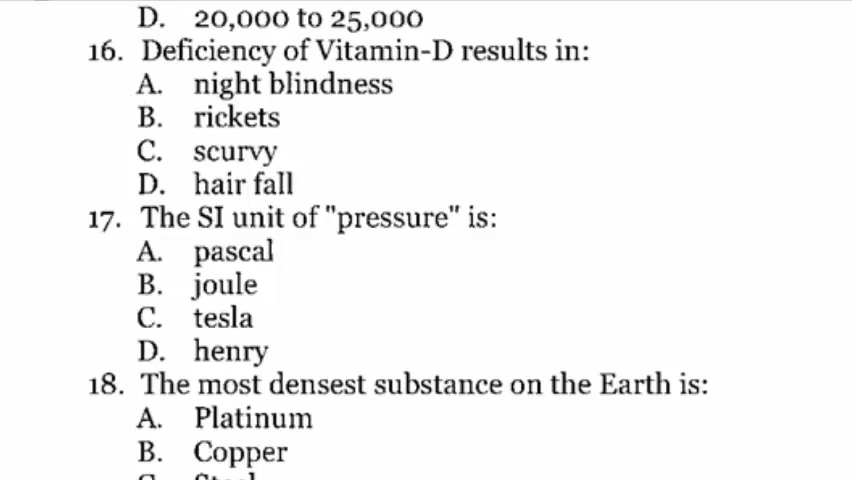 D. 20,000 to 25,000
16. Deficiency of Vitamin-D results in:
A. night blindness
B. rickets
C. scurvy
D. hair fall
17. The SI unit of "pressure" is:
A. pascal
B. joule
C. tesla
D. henry
18. The most densest substance on the Earth is:
A. Platinum
B. Copper